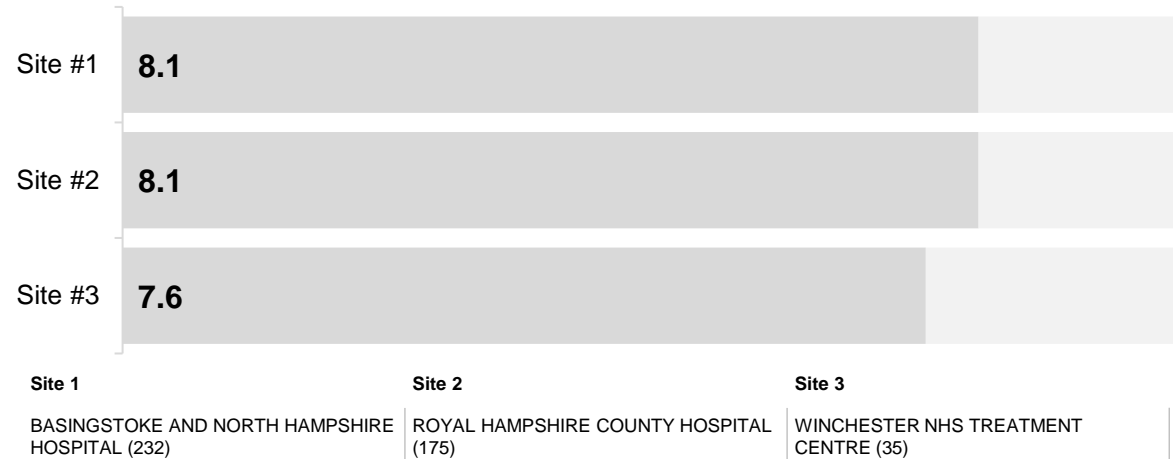 Site #1 8.1
Site #2 8.1
Site #3 7.6
Site 1
BASINGSTOKE AND NORTH HAMPSHIRE
HOSPITAL (232)
Site 2
ROYAL HAMPSHIRE COUNTY HOSPITAL
(175)
Site 3
WINCHESTER NHS TREATMENT
CENTRE (35)